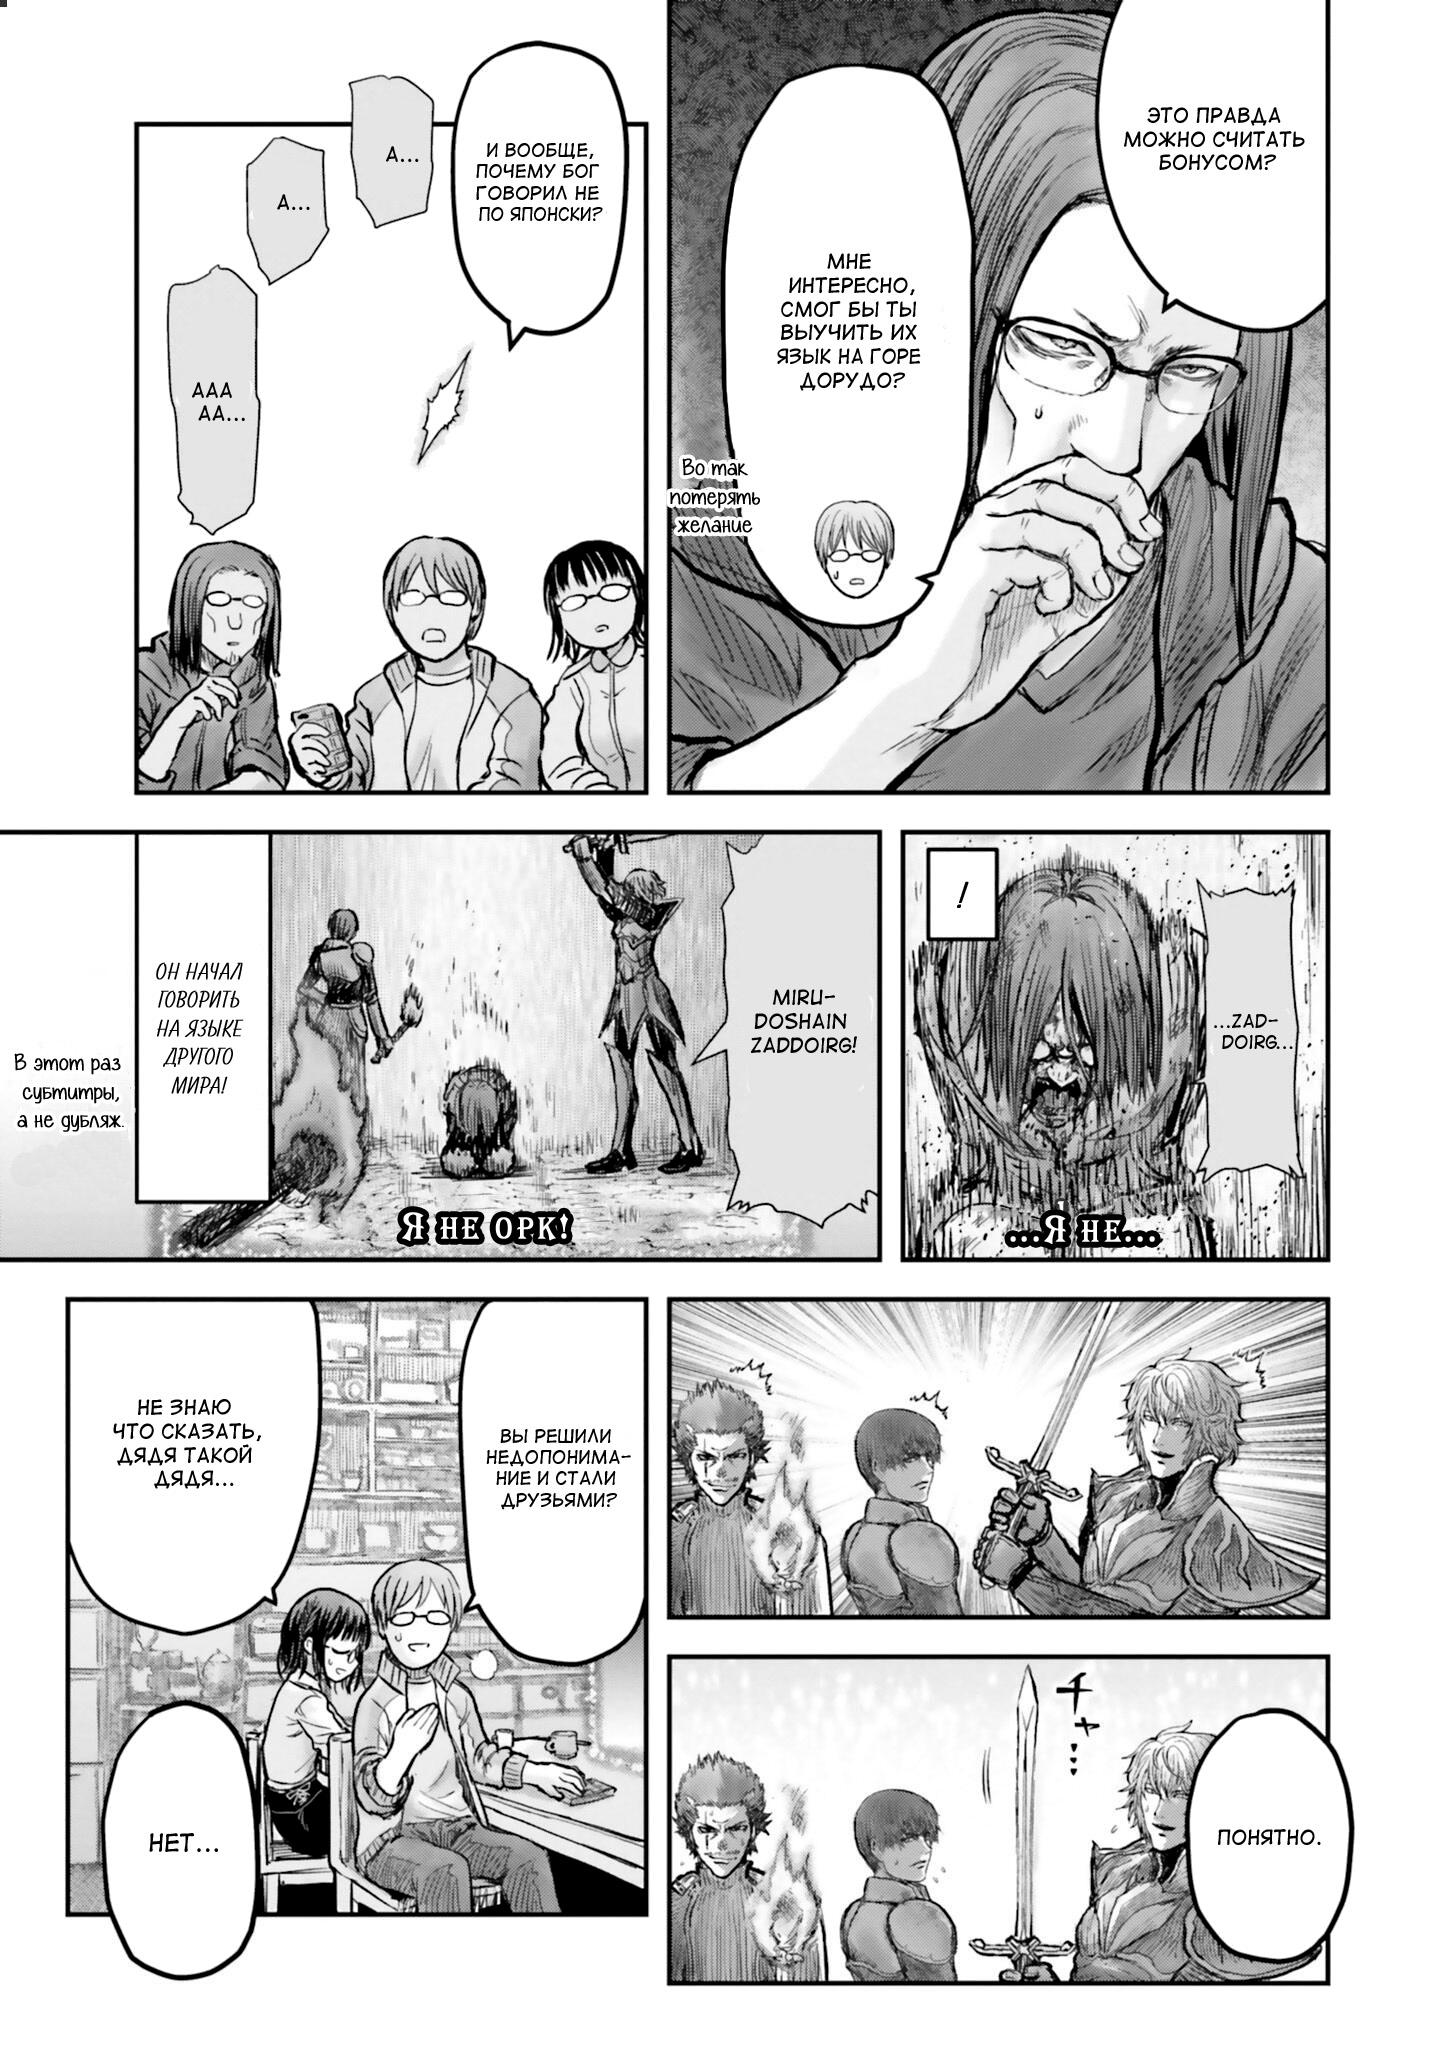 ЭТО ПРАВДА
МОЖНО СЧИТАТЬ
БОНУСОМ?
МНЕ
ИНТЕРЕСНО,
СМОГ БЫ ТЫ
ВЫУЧИТЬ ИХ
ЯЗЫК НА ГОРЕ
ДОРУДО?
Во так
потерять
желание
И ВООБЩЕ,
ПОЧЕМУ БОГ
ГОВОРИЛ НЕ
ПО ЯПОНСКИ?
А...
А...
ААА
АА...
!
...ZAD-
DOIRG...
...Я НЕ...
MIRU-
DOSHAIN
ZADDOIRG!
Я НЕ ОРК!
ОН НАЧАЛ
ГОВОРИТЬ
НА ЯЗЫКЕ
ДРУГОГО
МИРА!
В этот раз
субтитры,
а не дубляж.
チャ...
ПОНЯТНО.
ВЫ РЕШИЛИ
НЕДОПОНИМА-
НИЕ И СТАЛИ
ДРУЗЬЯМИ?
НЕ ЗНАЮ
ЧТО СКАЗАТЬ,
ДЯДЯ ТАКОЙ
ДЯДЯ...
НЕТ...